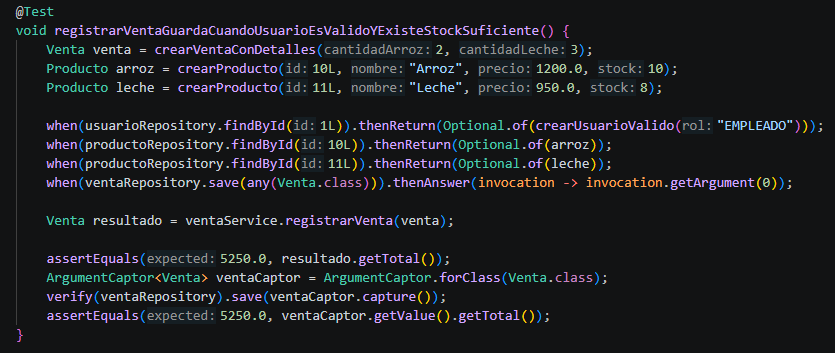 @Test
void registrarVentaGuardaCuandoUsuarioEsValidoYExisteStockSuficiente() {
    Venta venta = crearVentaConDetalles(cantidadArroz: 2, cantidadLeche: 3);
    Producto arroz = crearProducto(id: 10L, nombre: "Arroz", precio: 1200.0, stock: 10);
    Producto leche = crearProducto(id: 11L, nombre: "Leche", precio: 950.0, stock: 8);

    when(usuarioRepository.findById(id: 1L)).thenReturn(Optional.of(crearUsuarioValido(rol: "EMPLEADO")));
    when(productoRepository.findById(id: 10L)).thenReturn(Optional.of(arroz));
    when(productoRepository.findById(id: 11L)).thenReturn(Optional.of(leche));
    when(ventaRepository.save(any(Venta.class))).thenAnswer(invocation -> invocation.getArgument(0));

    Venta resultado = ventaService.registrarVenta(venta);

    assertEquals(expected: 5250.0, resultado.getTotal());
    ArgumentCaptor<Venta> ventaCaptor = ArgumentCaptor.forClass(Venta.class);
    verify(ventaRepository).save(ventaCaptor.capture());
    assertEquals(expected: 5250.0, ventaCaptor.getValue().getTotal());
}